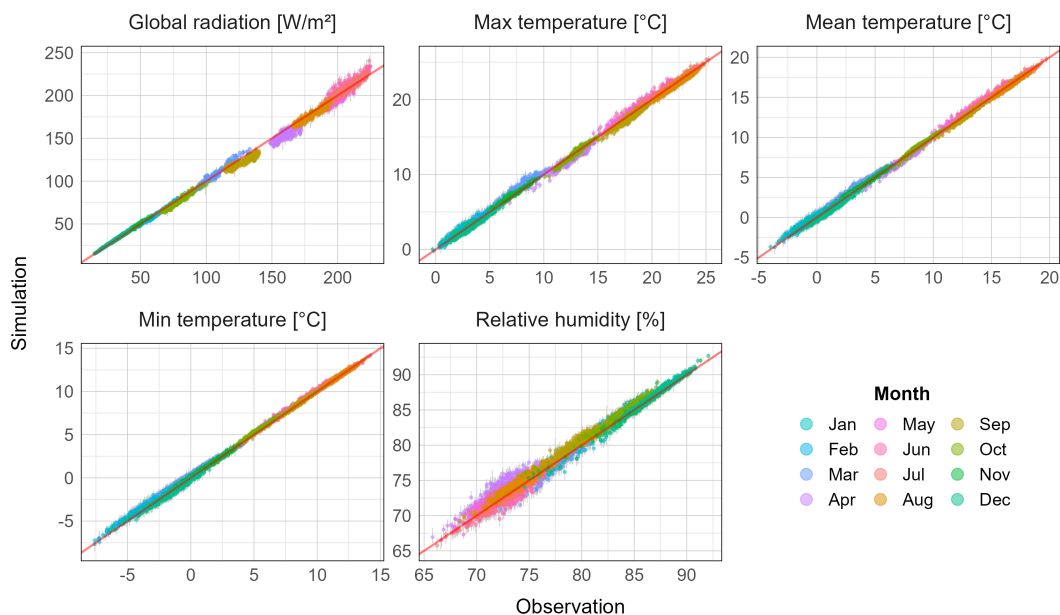 Global radiation [W/m²]
Max temperature [°C]
Mean temperature [°C]
250
200
150
100
50
50 100 150 200
20
10
0
0 5 10 15 20 25
20
15
10
5
0
-5
-5 0 5 10 15 20
Simulation
Min temperature [°C]
Relative humidity [%]
15
10
5
0
-5
-5 0 5 10 15
90
85
80
75
70
65
65 70 75 80 85 90
Observation
Month
Jan May Sep
Feb Jun Oct
Mar Jul Nov
Apr Aug Dec